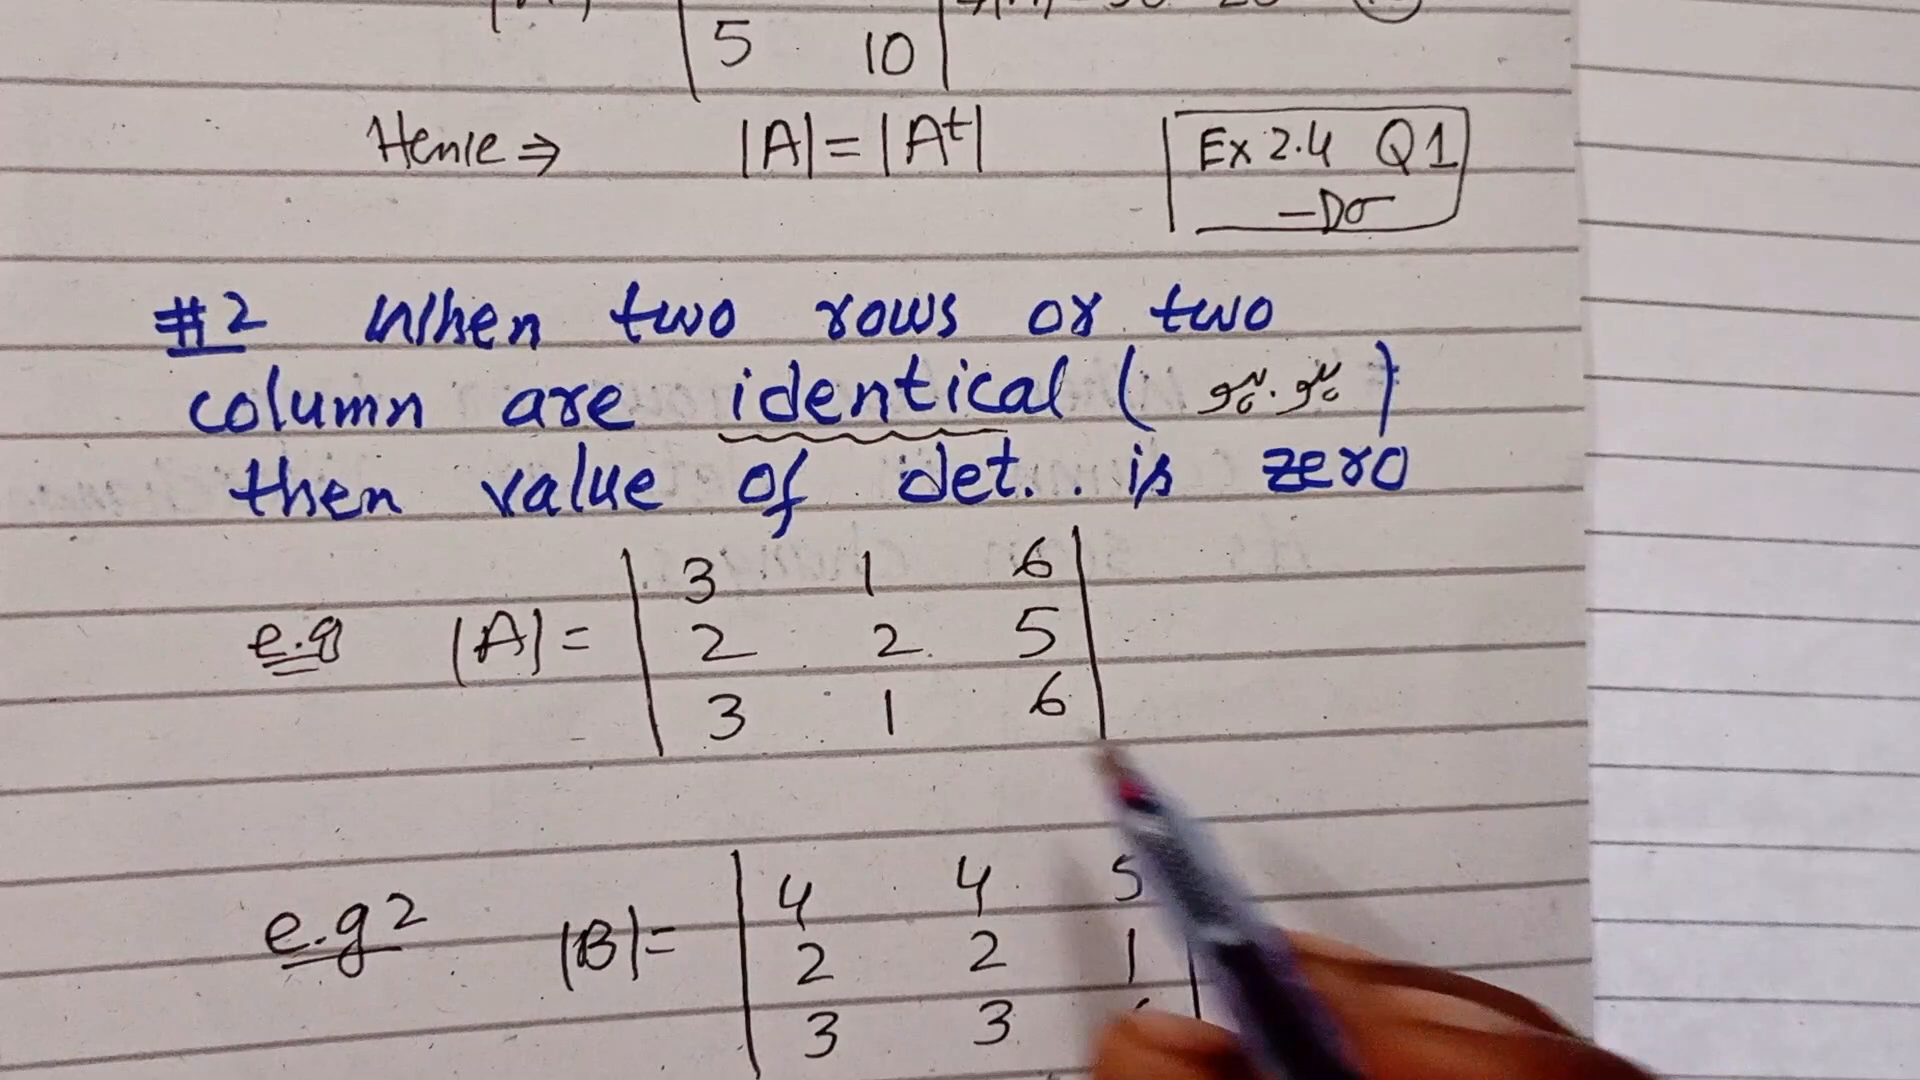 5 10
Henle ⇒ |A| = |Aᵗ|
Ex 2.4 Q1
—Do
#2 When two rows or two
column are identical ( )
then value of det.. is zero
3 1 6
e.g |A| = 2 2 5
3 1 6
4 4 5
e.g 2 |B| = 2 2 1
3 3